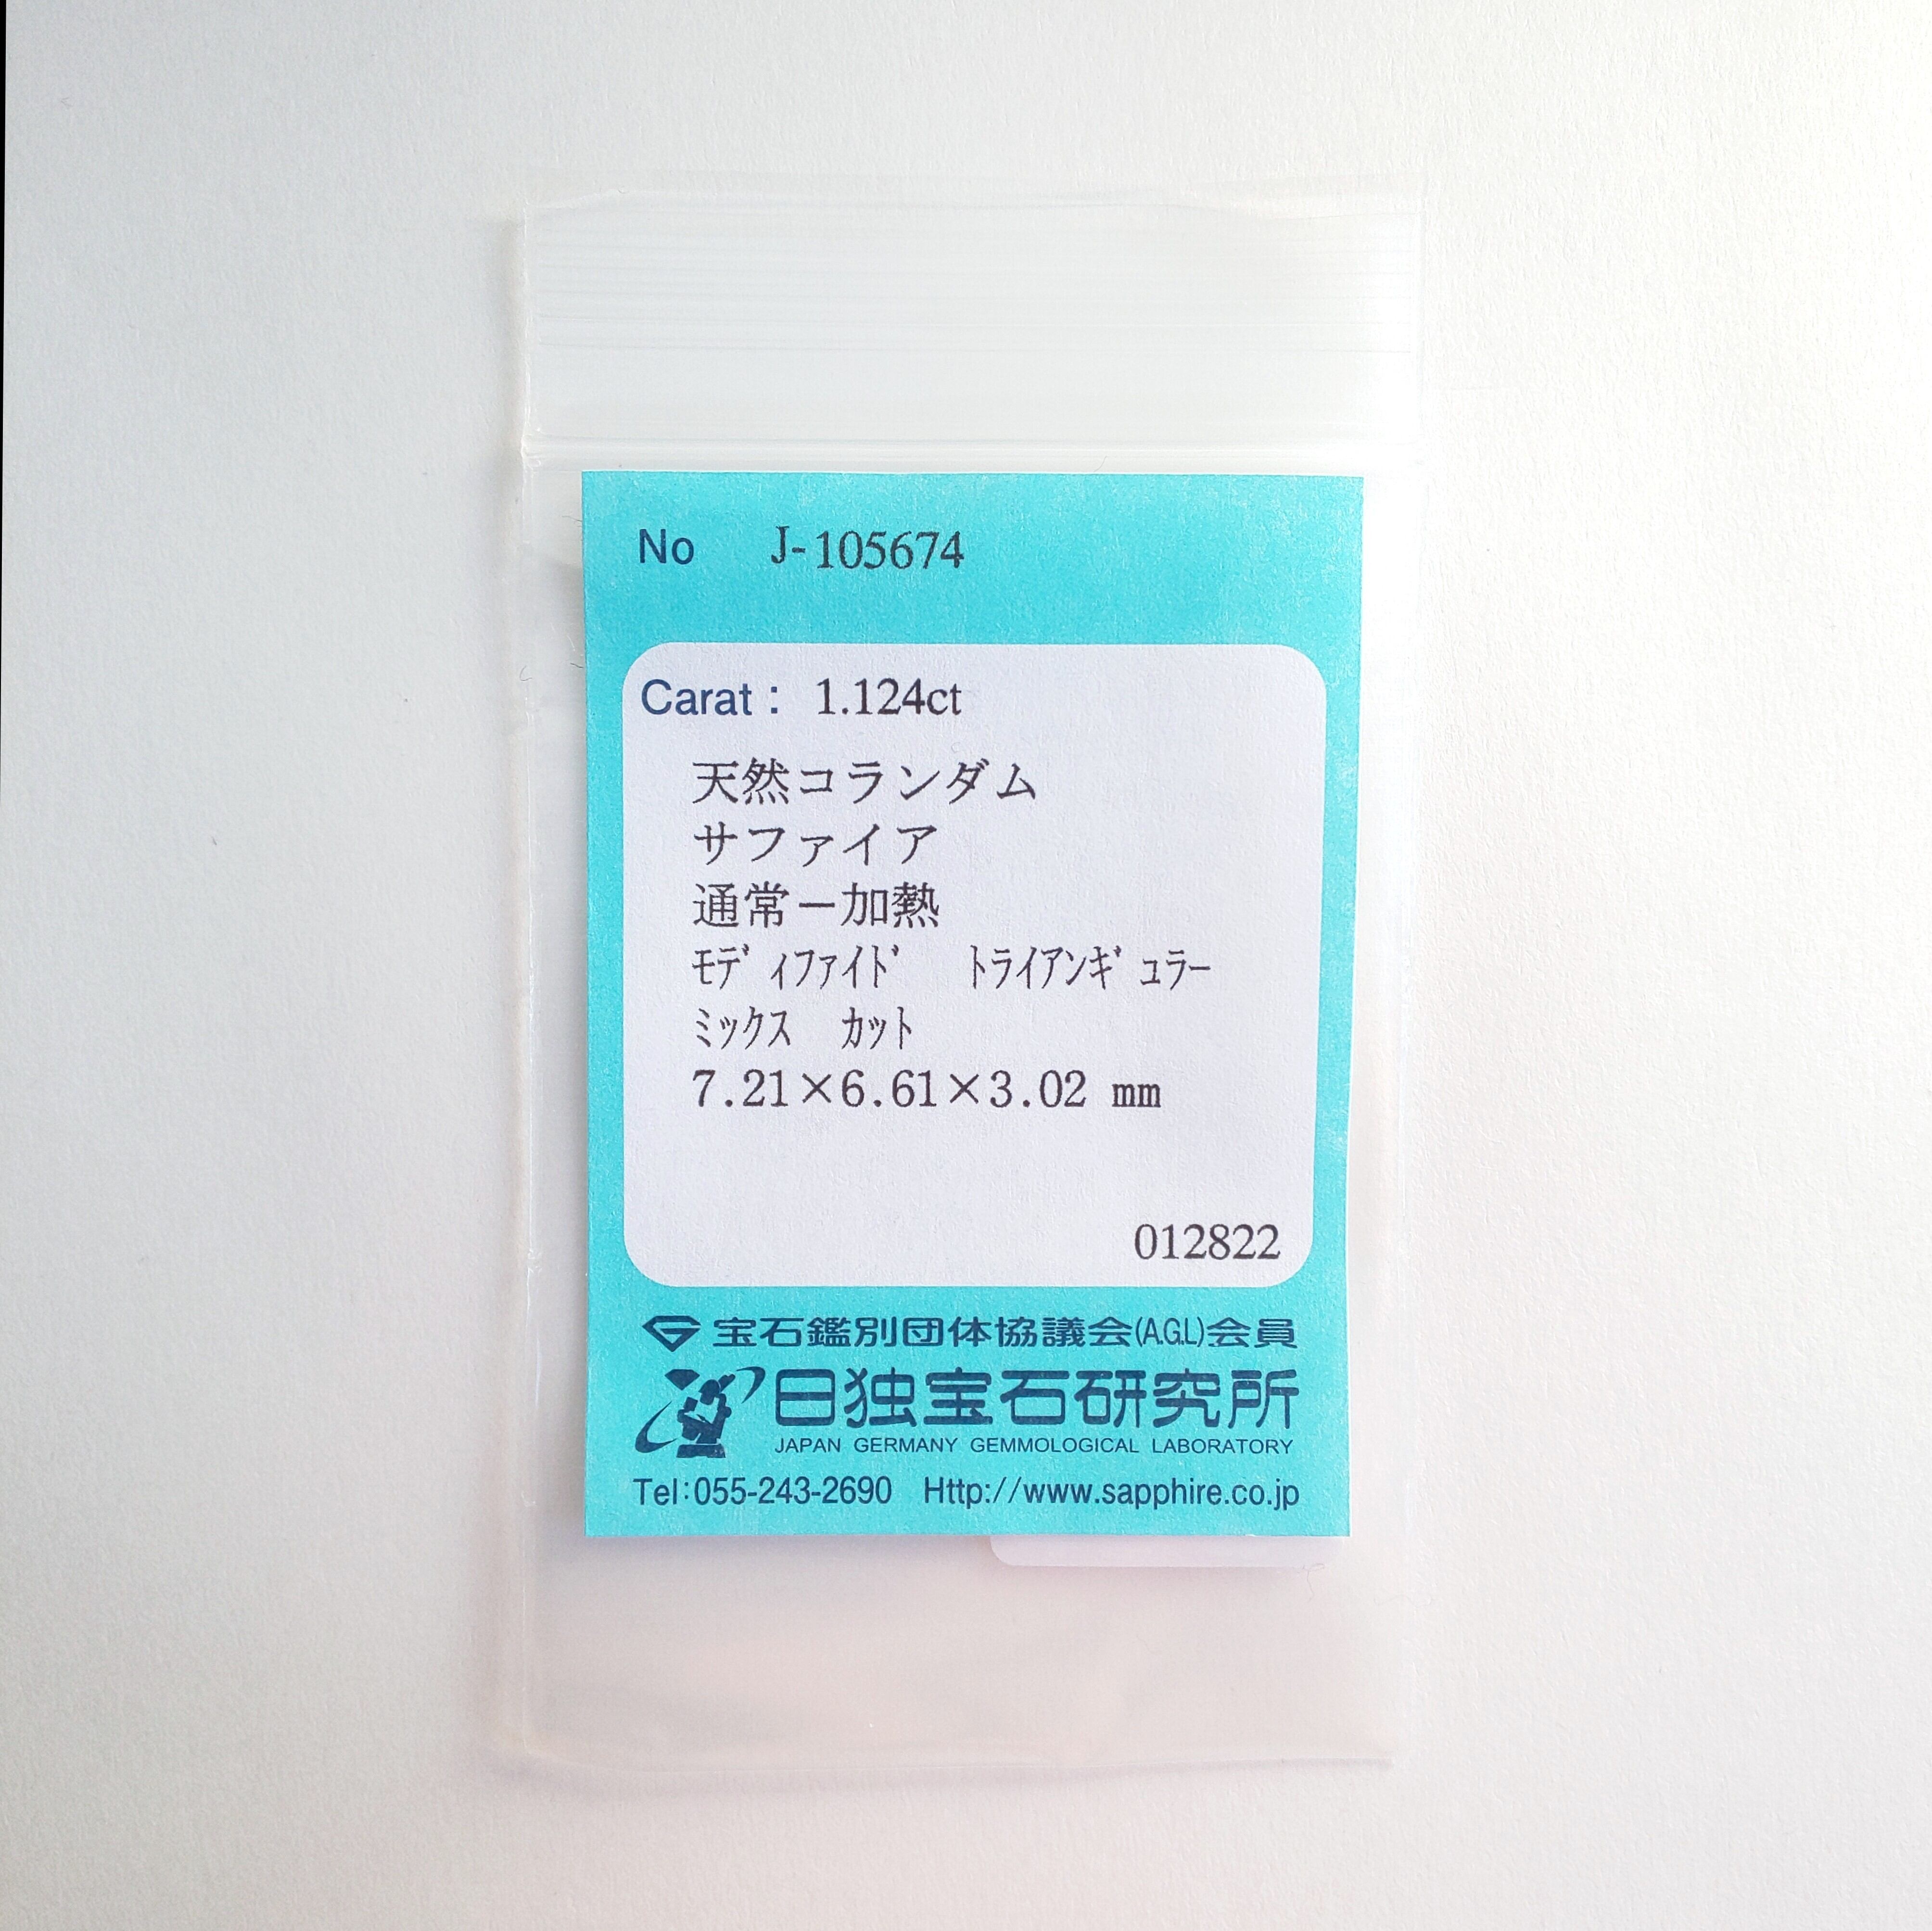 No J-105674
Carat： 1.124ct
天然コランダム
サファイア
通常－加熱
ﾓﾃﾞｨﾌｧｲﾄﾞ ﾄﾗｲｱﾝｷﾞｭﾗｰ
ﾐｯｸｽ ｶｯﾄ
7.21×6.61×3.02 mm
012822
宝石鑑別団体協議会(A.G.L)会員
日独宝石研究所
JAPAN GERMANY GEMMOLOGICAL LABORATORY
Tel:055-243-2690 Http://www.sapphire.co.jp